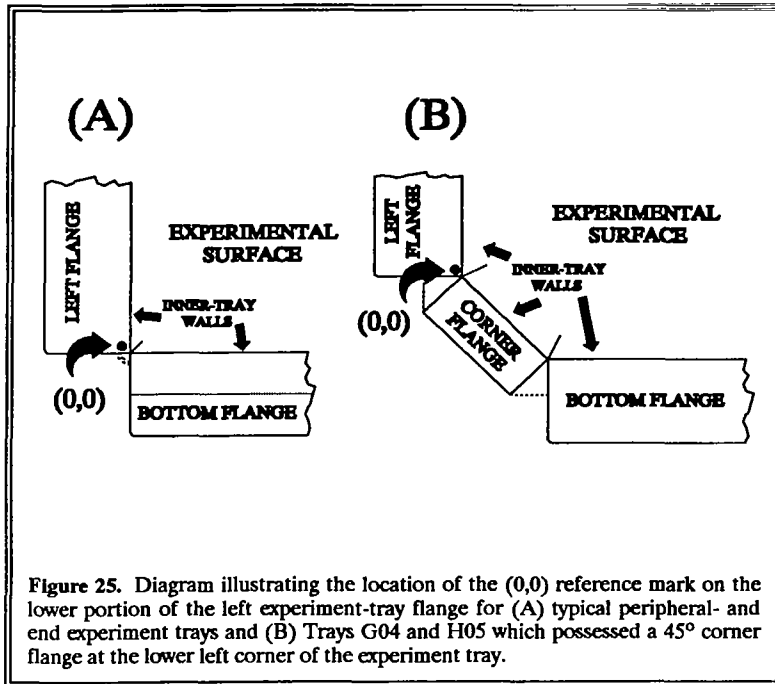 (A)
(B)
LEFT FLANGE
EXPERIMENTAL
SURFACE
INNER-TRAY
WALLS
(0,0)
BOTTOM FLANGE
LEFT
FLANGE
EXPERIMENTAL
SURFACE
INNER-TRAY
WALLS
(0,0)
CORNER
FLANGE
BOTTOM FLANGE
Figure 25. Diagram illustrating the location of the (0,0) reference mark on the
lower portion of the left experiment-tray flange for (A) typical peripheral- and
end experiment trays and (B) Trays G04 and H05 which possessed a 45° corner
flange at the lower left corner of the experiment tray.